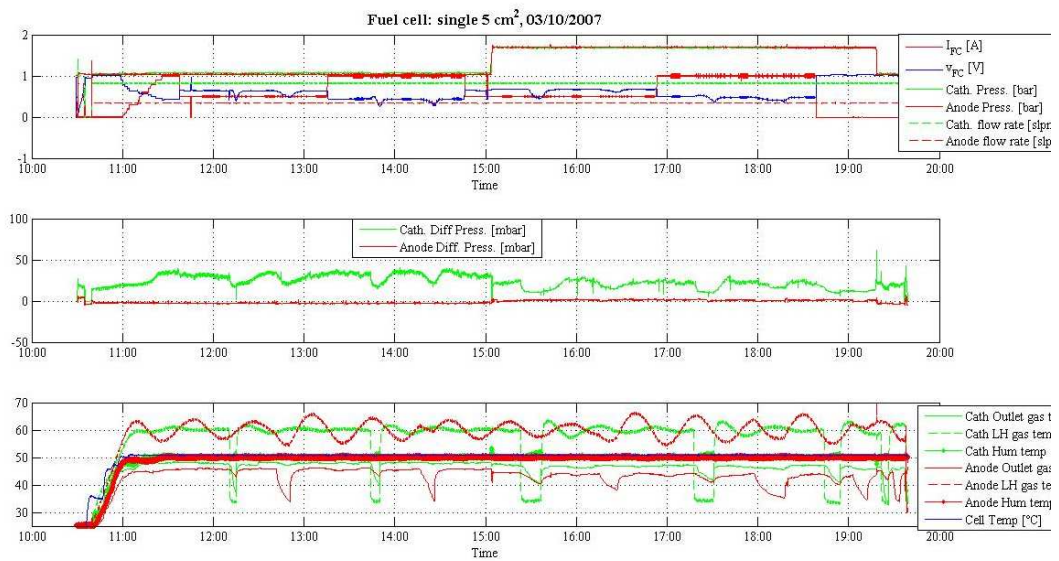 Fuel cell: single 5 cm², 03/10/2007
2
1
0
-1
10:00 11:00 12:00 13:00 14:00 15:00 16:00 17:00 18:00 19:00 20:00
Time
I_FC [A]
v_FC [V]
Cath. Press. [bar]
Anode Press. [bar]
Cath. flow rate [slpm
Anode flow rate [slp
100
50
0
-50
10:00 11:00 12:00 13:00 14:00 15:00 16:00 17:00 18:00 19:00 20:00
Cath. Diff Press. [mbar]
Anode Diff. Press. [mbar]
70
60
50
40
30
10:00 11:00 12:00 13:00 14:00 15:00 16:00 17:00 18:00 19:00 20:00
Time
Cath Outlet gas t
Cath LH gas tem
Cath Hum temp
Anode Outlet gas
Anode LH gas te
Anode Hum temp
Cell Temp [°C]